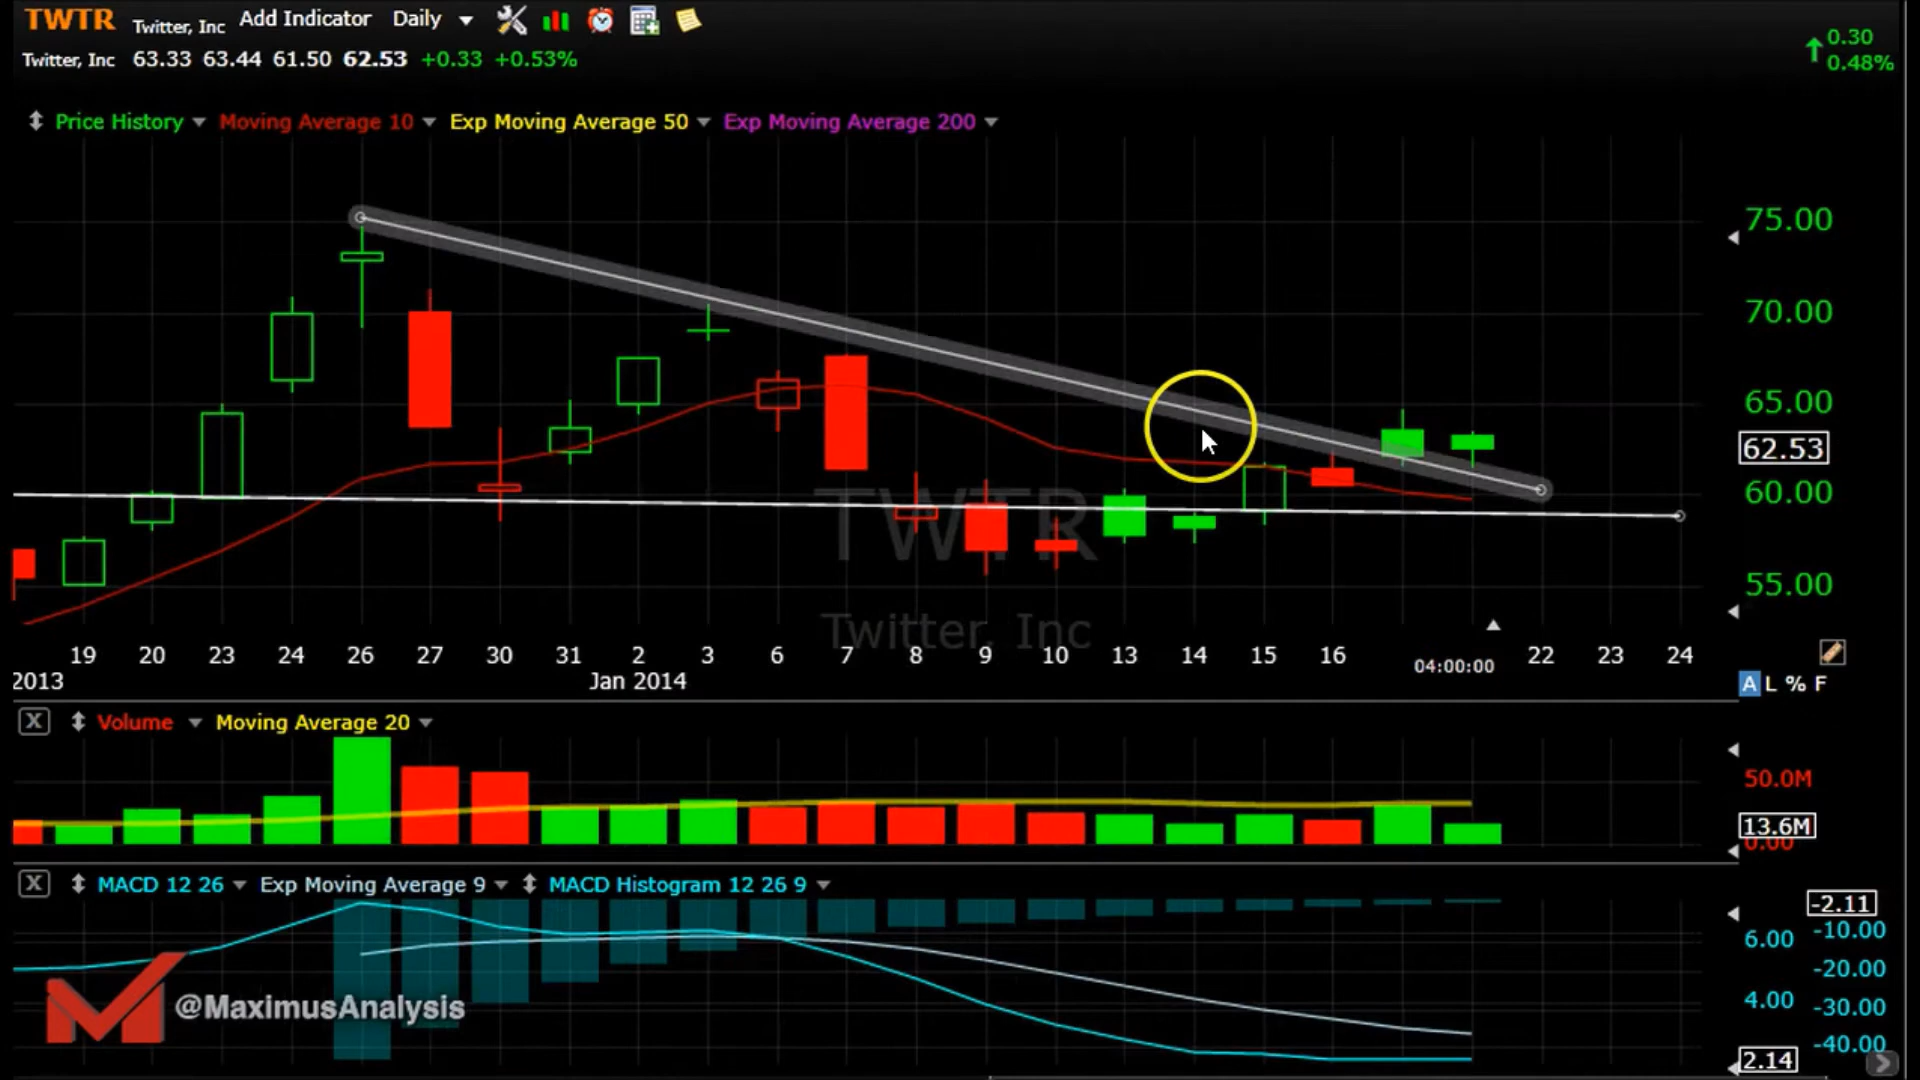 TWTR Twitter, Inc Add Indicator Daily
0.30
Twitter, Inc 63.33 63.44 61.50 62.53 +0.33 +0.53%
0.48%
Price History Moving Average 10 Exp Moving Average 50 Exp Moving Average 200
75.00
70.00
65.00
62.53
60.00
TWTR
55.00
Twitter, Inc
19 20 23 24 26 27 30 31 2 3 6 7 8 9 10 13 14 15 16 04:00:00 22 23 24
2013 Jan 2014
A L % F
X Volume Moving Average 20
50.0M
13.6M
0.00
X MACD 12 26 Exp Moving Average 9 MACD Histogram 12 26 9
-2.11
6.00 -10.00
-20.00
4.00 -30.00
@MaximusAnalysis
-40.00
2.14